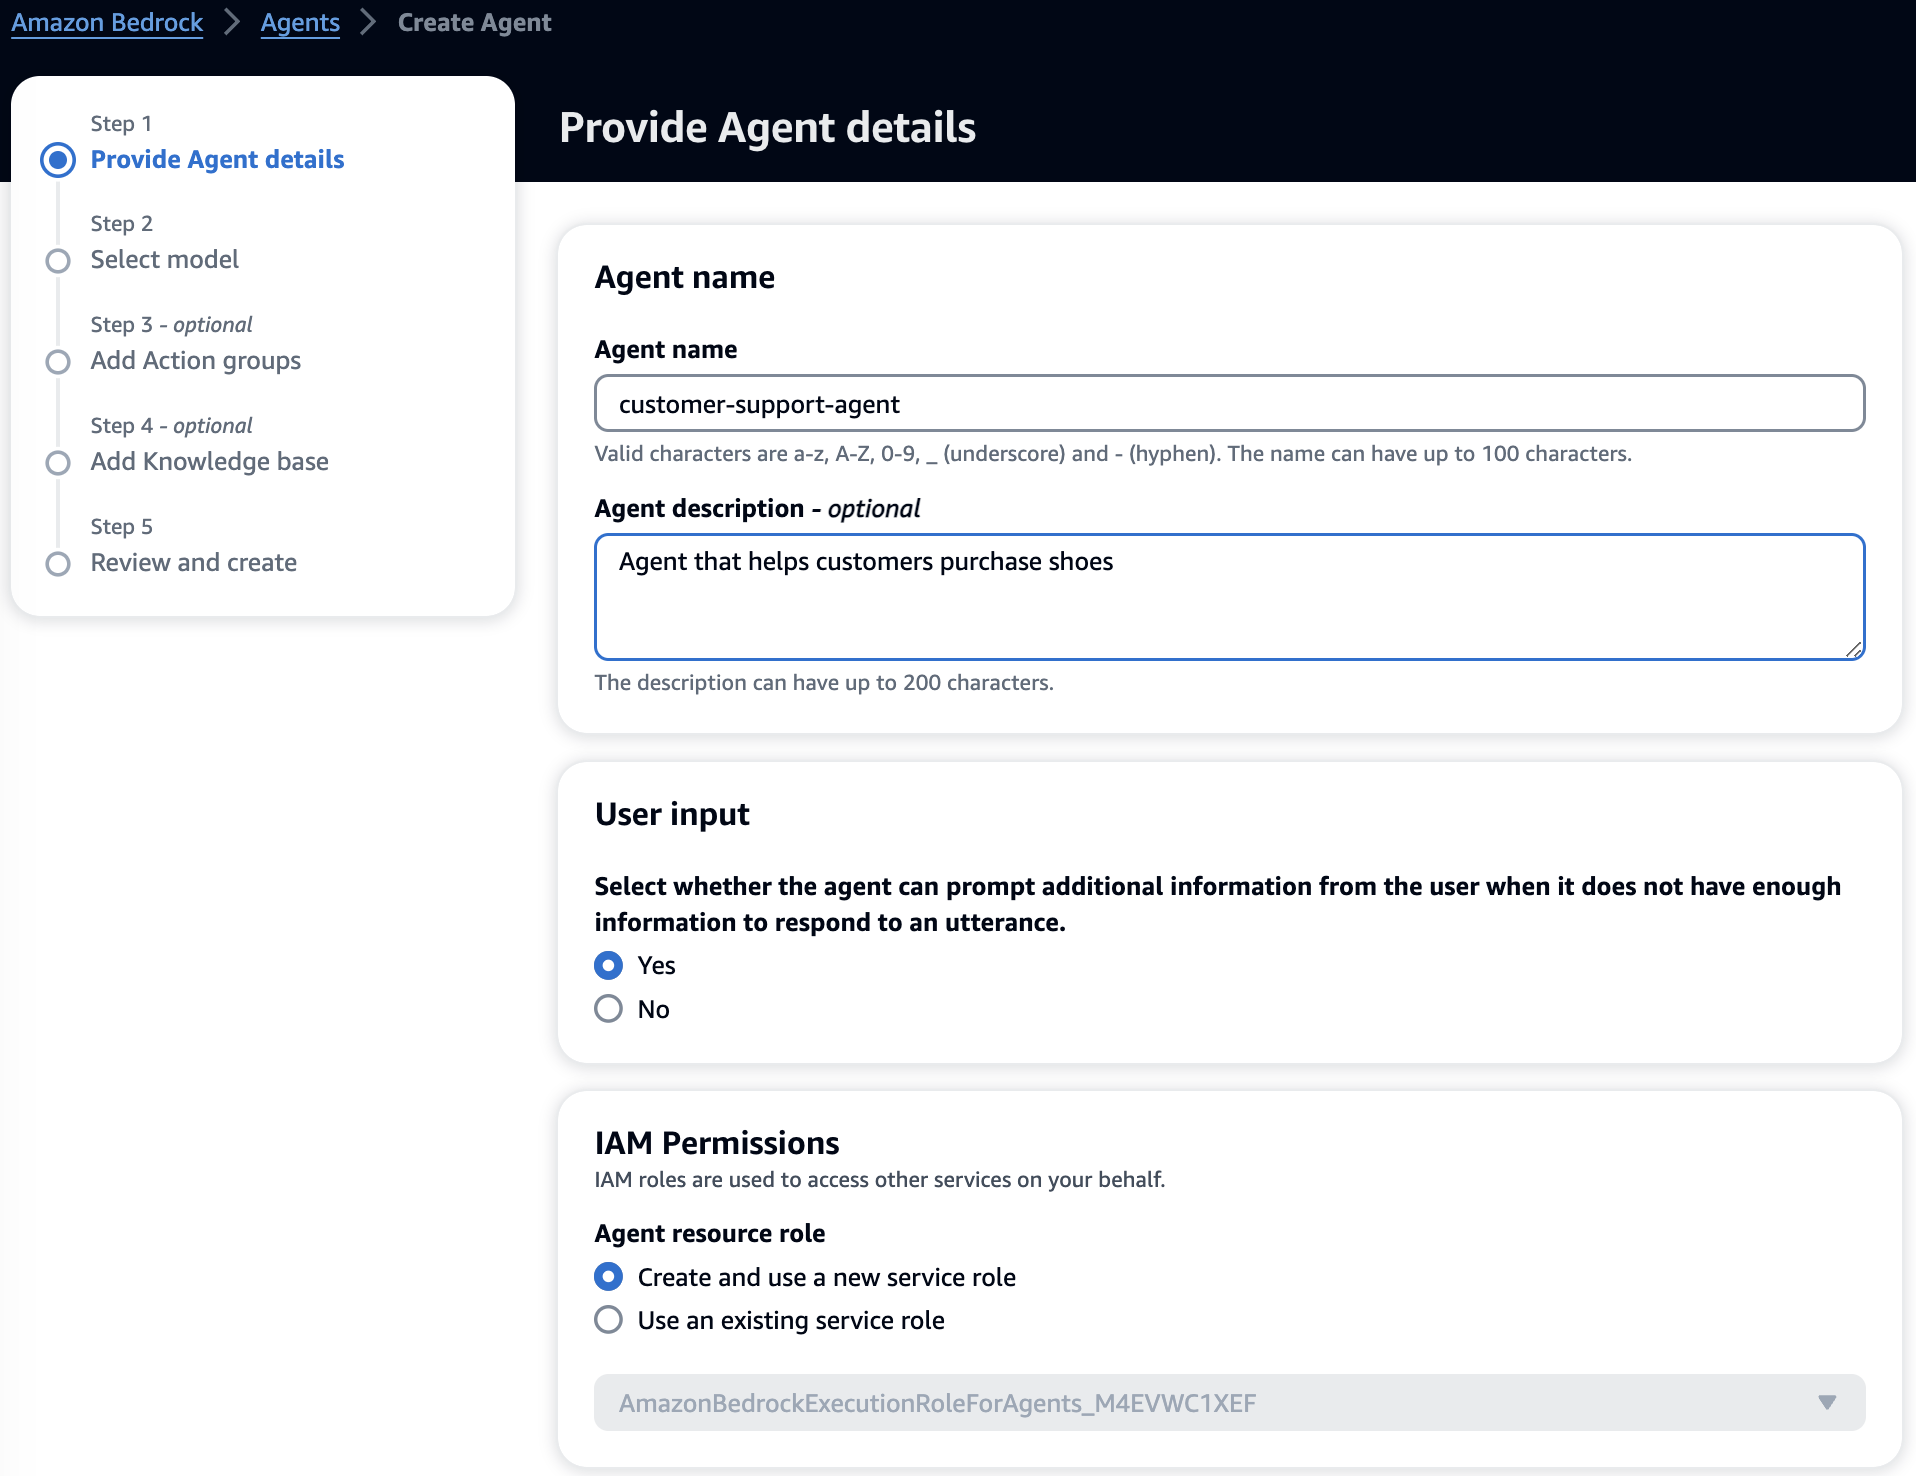 Amazon Bedrock > Agents > Create Agent
Step 1
Provide Agent details
Step 2
Select model
Step 3 - optional
Add Action groups
Step 4 - optional
Add Knowledge base
Step 5
Review and create
Provide Agent details
Agent name
Agent name
customer-support-agent
Valid characters are a-z, A-Z, 0-9, _ (underscore) and - (hyphen). The name can have up to 100 characters.
Agent description - optional
Agent that helps customers purchase shoes
The description can have up to 200 characters.
User input
Select whether the agent can prompt additional information from the user when it does not have enough
information to respond to an utterance.
Yes
No
IAM Permissions
IAM roles are used to access other services on your behalf.
Agent resource role
Create and use a new service role
Use an existing service role
AmazonBedrockExecutionRoleForAgents_M4EVWC1XEF